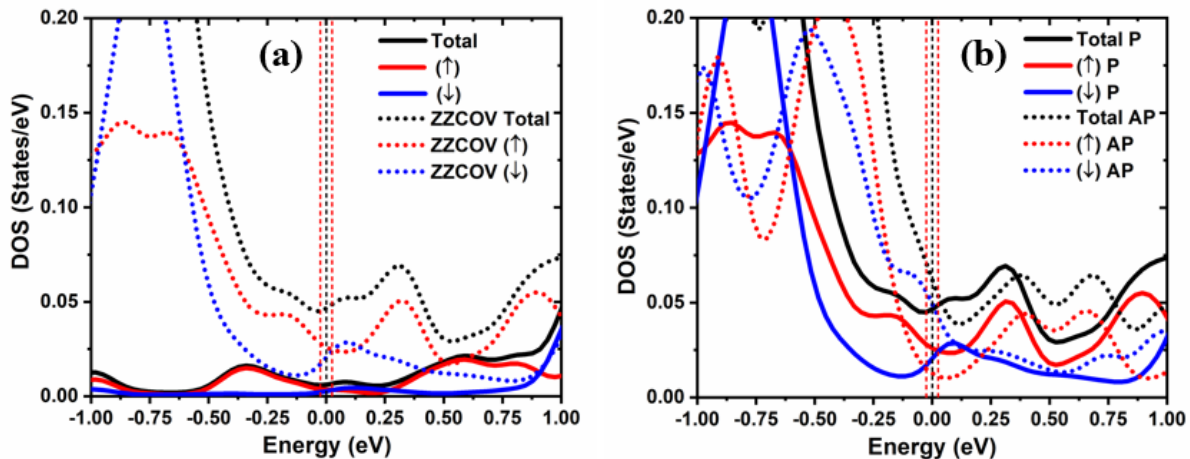 (a)
Total
(↑)
(↓)
ZZCOV Total
ZZCOV (↑)
ZZCOV (↓)
DOS (States/eV)
0.20
0.15
0.10
0.05
0.00
-1.00 -0.75 -0.50 -0.25 0.00 0.25 0.50 0.75 1.00
Energy (eV)
(b)
Total P
(↑) P
(↓) P
Total AP
(↑) AP
(↓) AP
DOS (States/eV)
0.20
0.15
0.10
0.05
0.00
-1.00 -0.75 -0.50 -0.25 0.00 0.25 0.50 0.75 1.00
Energy (eV)